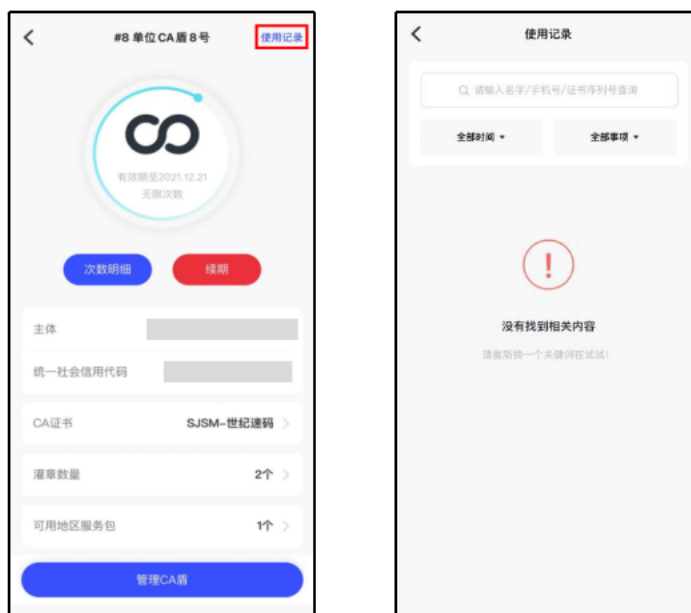 #8 单位CA盾8号
使用记录
有效期至2021.12.21
无限次数
次数明细
续期
主体
统一社会信用代码
CA证书
SJSM-世纪速码
灌章数量
2个
可用地区服务包
1个
管理CA盾
使用记录
请输入名字/手机号/证书序列号查询
全部时间
全部事项
没有找到相关内容
请重新换一个关键词在试试!